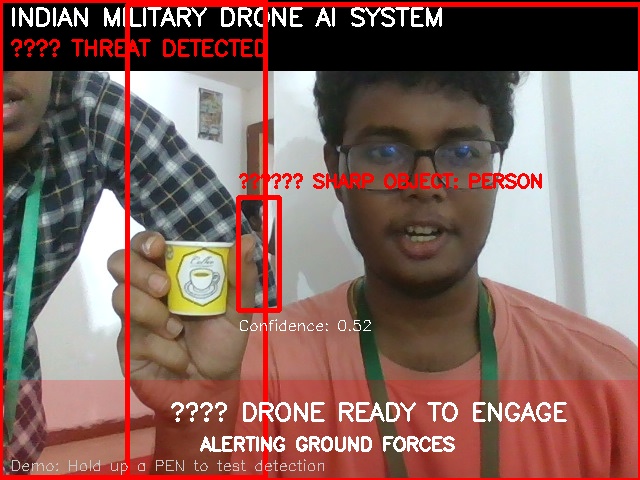 INDIAN MILITARY DRONE AI SYSTEM
???? THREAT DETECTED
?????? SHARP OBJECT: PERSON
Coffee
Confidence: 0.52
???? DRONE READY TO ENGAGE
ALERTING GROUND FORCES
Demo: Hold up a PEN to test detection